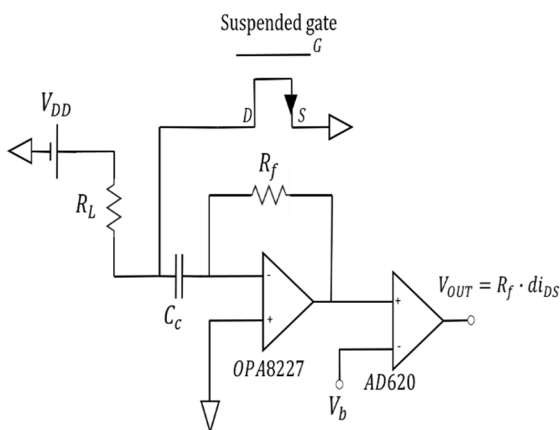 Suspended gate
G
V_DD
D
S
R_f
R_L
-
+
C_c
OPA8227
+
-
V_OUT = R_f · di_DS
AD620
V_b